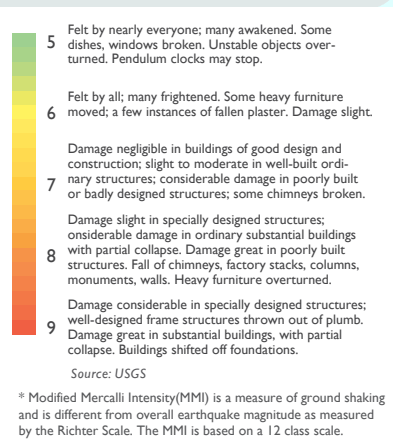 5 Felt by nearly everyone; many awakened. Some
dishes, windows broken. Unstable objects over-
turned. Pendulum clocks may stop.
6 Felt by all; many frightened. Some heavy furniture
moved; a few instances of fallen plaster. Damage slight.
7 Damage negligible in buildings of good design and
construction; slight to moderate in well-built ordi-
nary structures; considerable damage in poorly built
or badly designed structures; some chimneys broken.
8 Damage slight in specially designed structures;
onsiderable damage in ordinary substantial buildings
with partial collapse. Damage great in poorly built
structures. Fall of chimneys, factory stacks, columns,
monuments, walls. Heavy furniture overturned.
9 Damage considerable in specially designed structures;
well-designed frame structures thrown out of plumb.
Damage great in substantial buildings, with partial
collapse. Buildings shifted off foundations.
Source: USGS
* Modified Mercalli Intensity(MMI) is a measure of ground shaking
and is different from overall earthquake magnitude as measured
by the Richter Scale. The MMI is based on a 12 class scale.